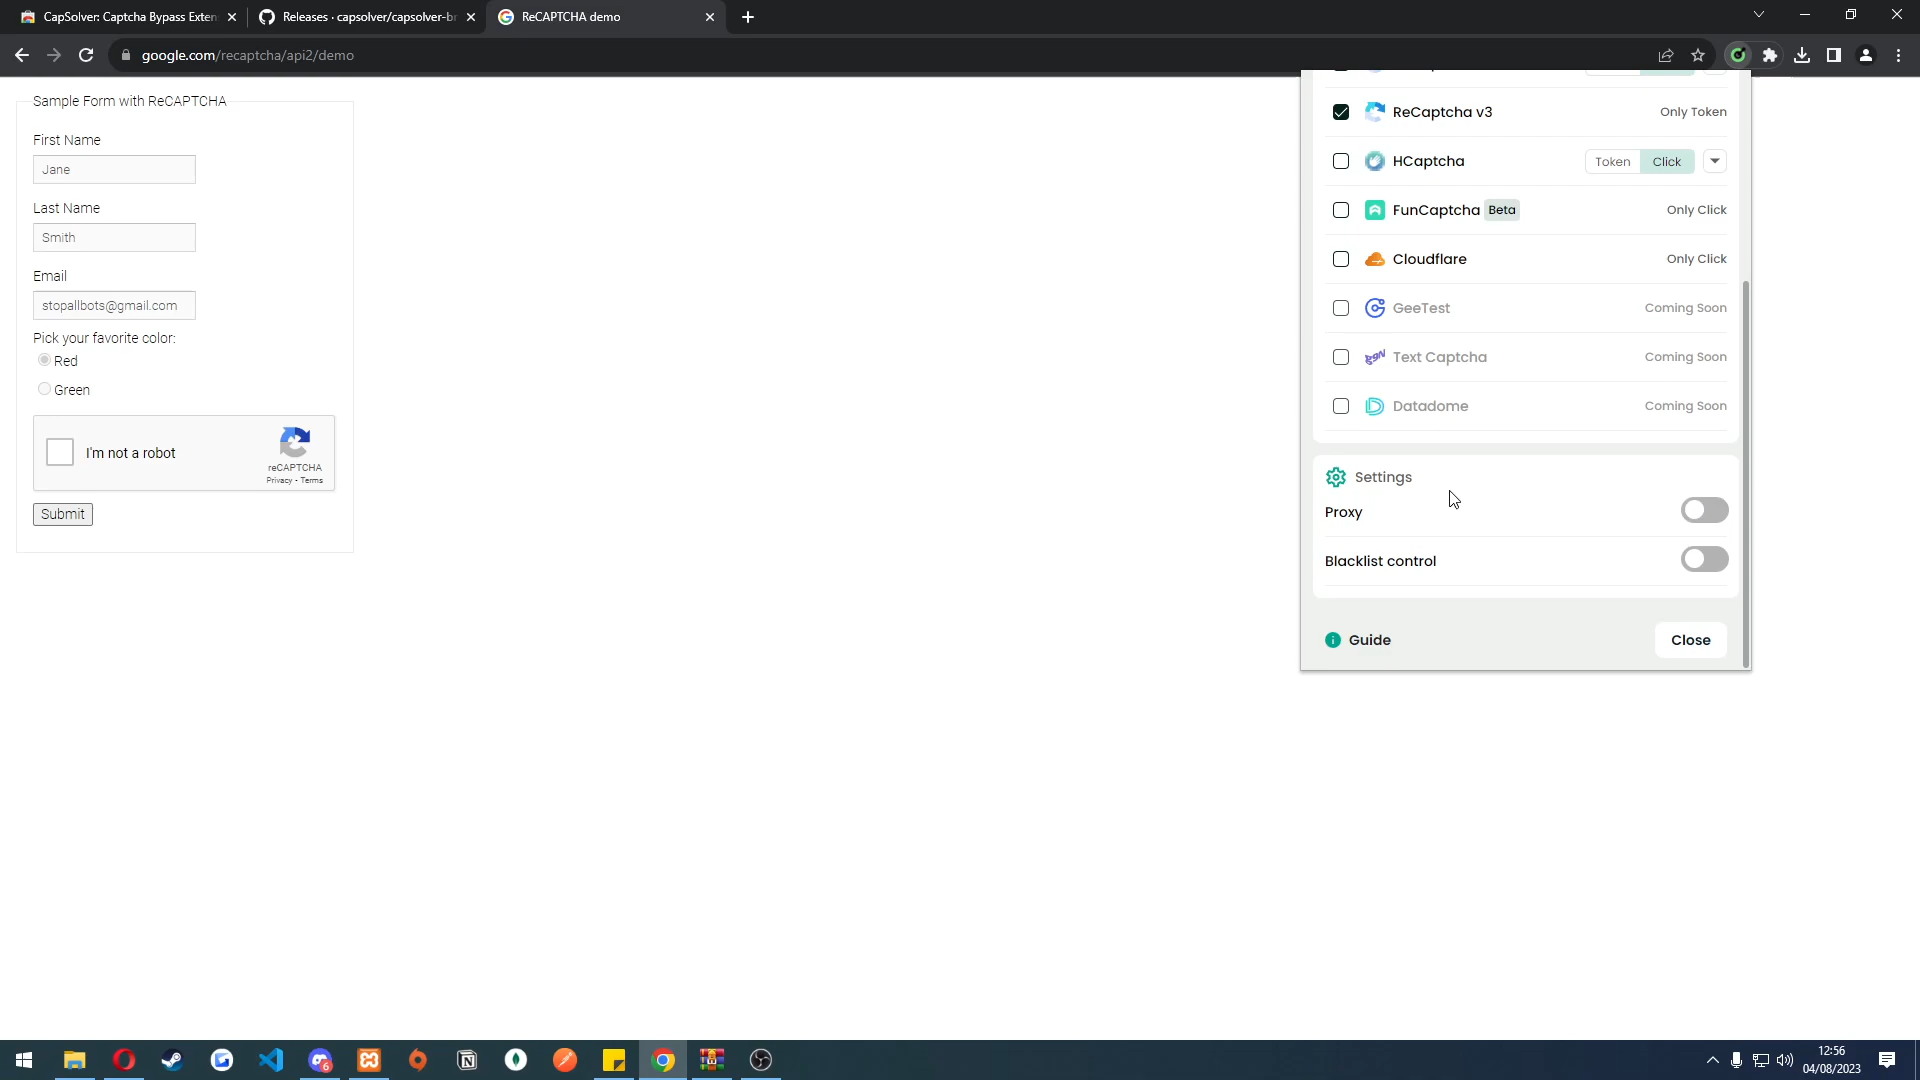 CapSolver: Captcha Bypass Exten
Releases · capsolver/capsolver-br
ReCAPTCHA demo
google.com/recaptcha/api2/demo
Sample Form with ReCAPTCHA
First Name
Jane
Last Name
Smith
Email
stopallbots@gmail.com
Pick your favorite color:
Red
Green
I'm not a robot
reCAPTCHA
Privacy - Terms
Submit
ReCaptcha v3
Only Token
HCaptcha
Token
Click
FunCaptcha
Beta
Only Click
Cloudflare
Only Click
GeeTest
Coming Soon
Text Captcha
Coming Soon
Datadome
Coming Soon
Settings
Proxy
Blacklist control
Guide
Close
6
12:56
04/08/2023